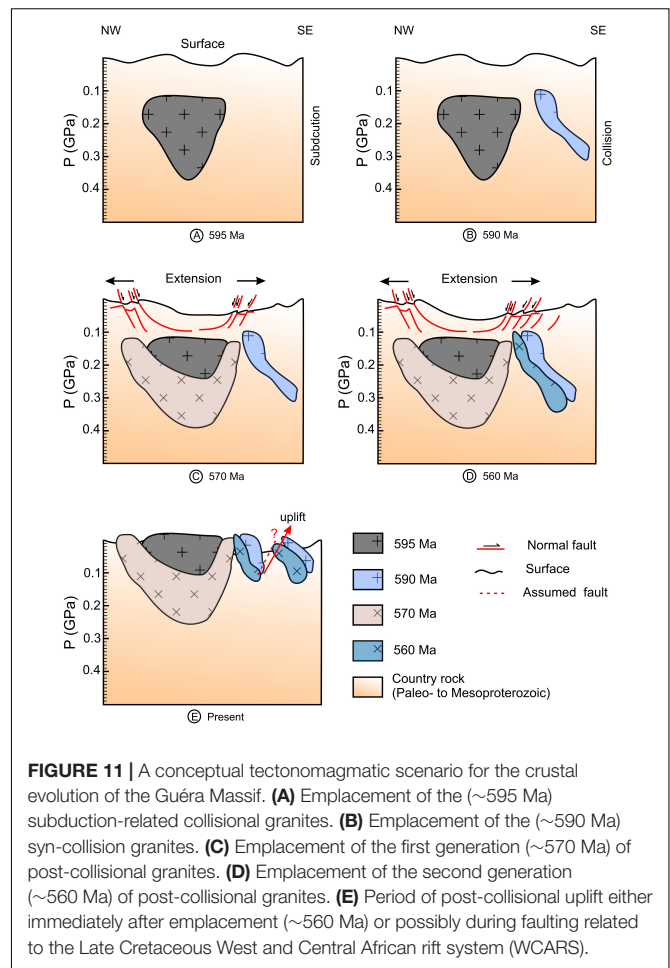 NW
SE
NW
SE
Surface
0.1
0.2
0.3
0.4
P (GPa)
Subdcution
Ⓐ 595 Ma
0.1
0.2
0.3
0.4
P (GPa)
Collision
Ⓑ 590 Ma
Extension
0.1
0.2
0.3
0.4
P (GPa)
Ⓒ 570 Ma
Extension
0.1
0.2
0.3
0.4
P (GPa)
Ⓓ 560 Ma
uplift
?
0.1
0.2
0.3
0.4
P (GPa)
Ⓔ Present
595 Ma
590 Ma
570 Ma
560 Ma
Country rock
(Paleo- to Mesoproterozoic)
Normal fault
Surface
Assumed fault
FIGURE 11 | A conceptual tectonomagmatic scenario for the crustal
evolution of the Guéra Massif. (A) Emplacement of the (∼595 Ma)
subduction-related collisional granites. (B) Emplacement of the (∼590 Ma)
syn-collision granites. (C) Emplacement of the first generation (∼570 Ma) of
post-collisional granites. (D) Emplacement of the second generation
(∼560 Ma) of post-collisional granites. (E) Period of post-collisional uplift either
immediately after emplacement (∼560 Ma) or possibly during faulting related
to the Late Cretaceous West and Central African rift system (WCARS).